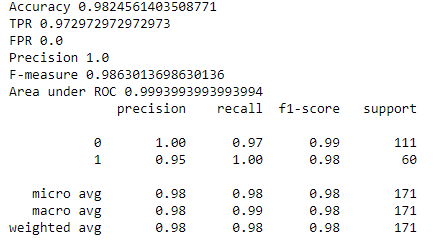 Accuracy 0.9824561403508771
TPR 0.972972972972973
FPR 0.0
Precision 1.0
F-measure 0.9863013698630136
Area under ROC 0.9993993993993994
precision recall f1-score support
0 1.00 0.97 0.99 111
1 0.95 1.00 0.98 60
micro avg 0.98 0.98 0.98 171
macro avg 0.98 0.99 0.98 171
weighted avg 0.98 0.98 0.98 171